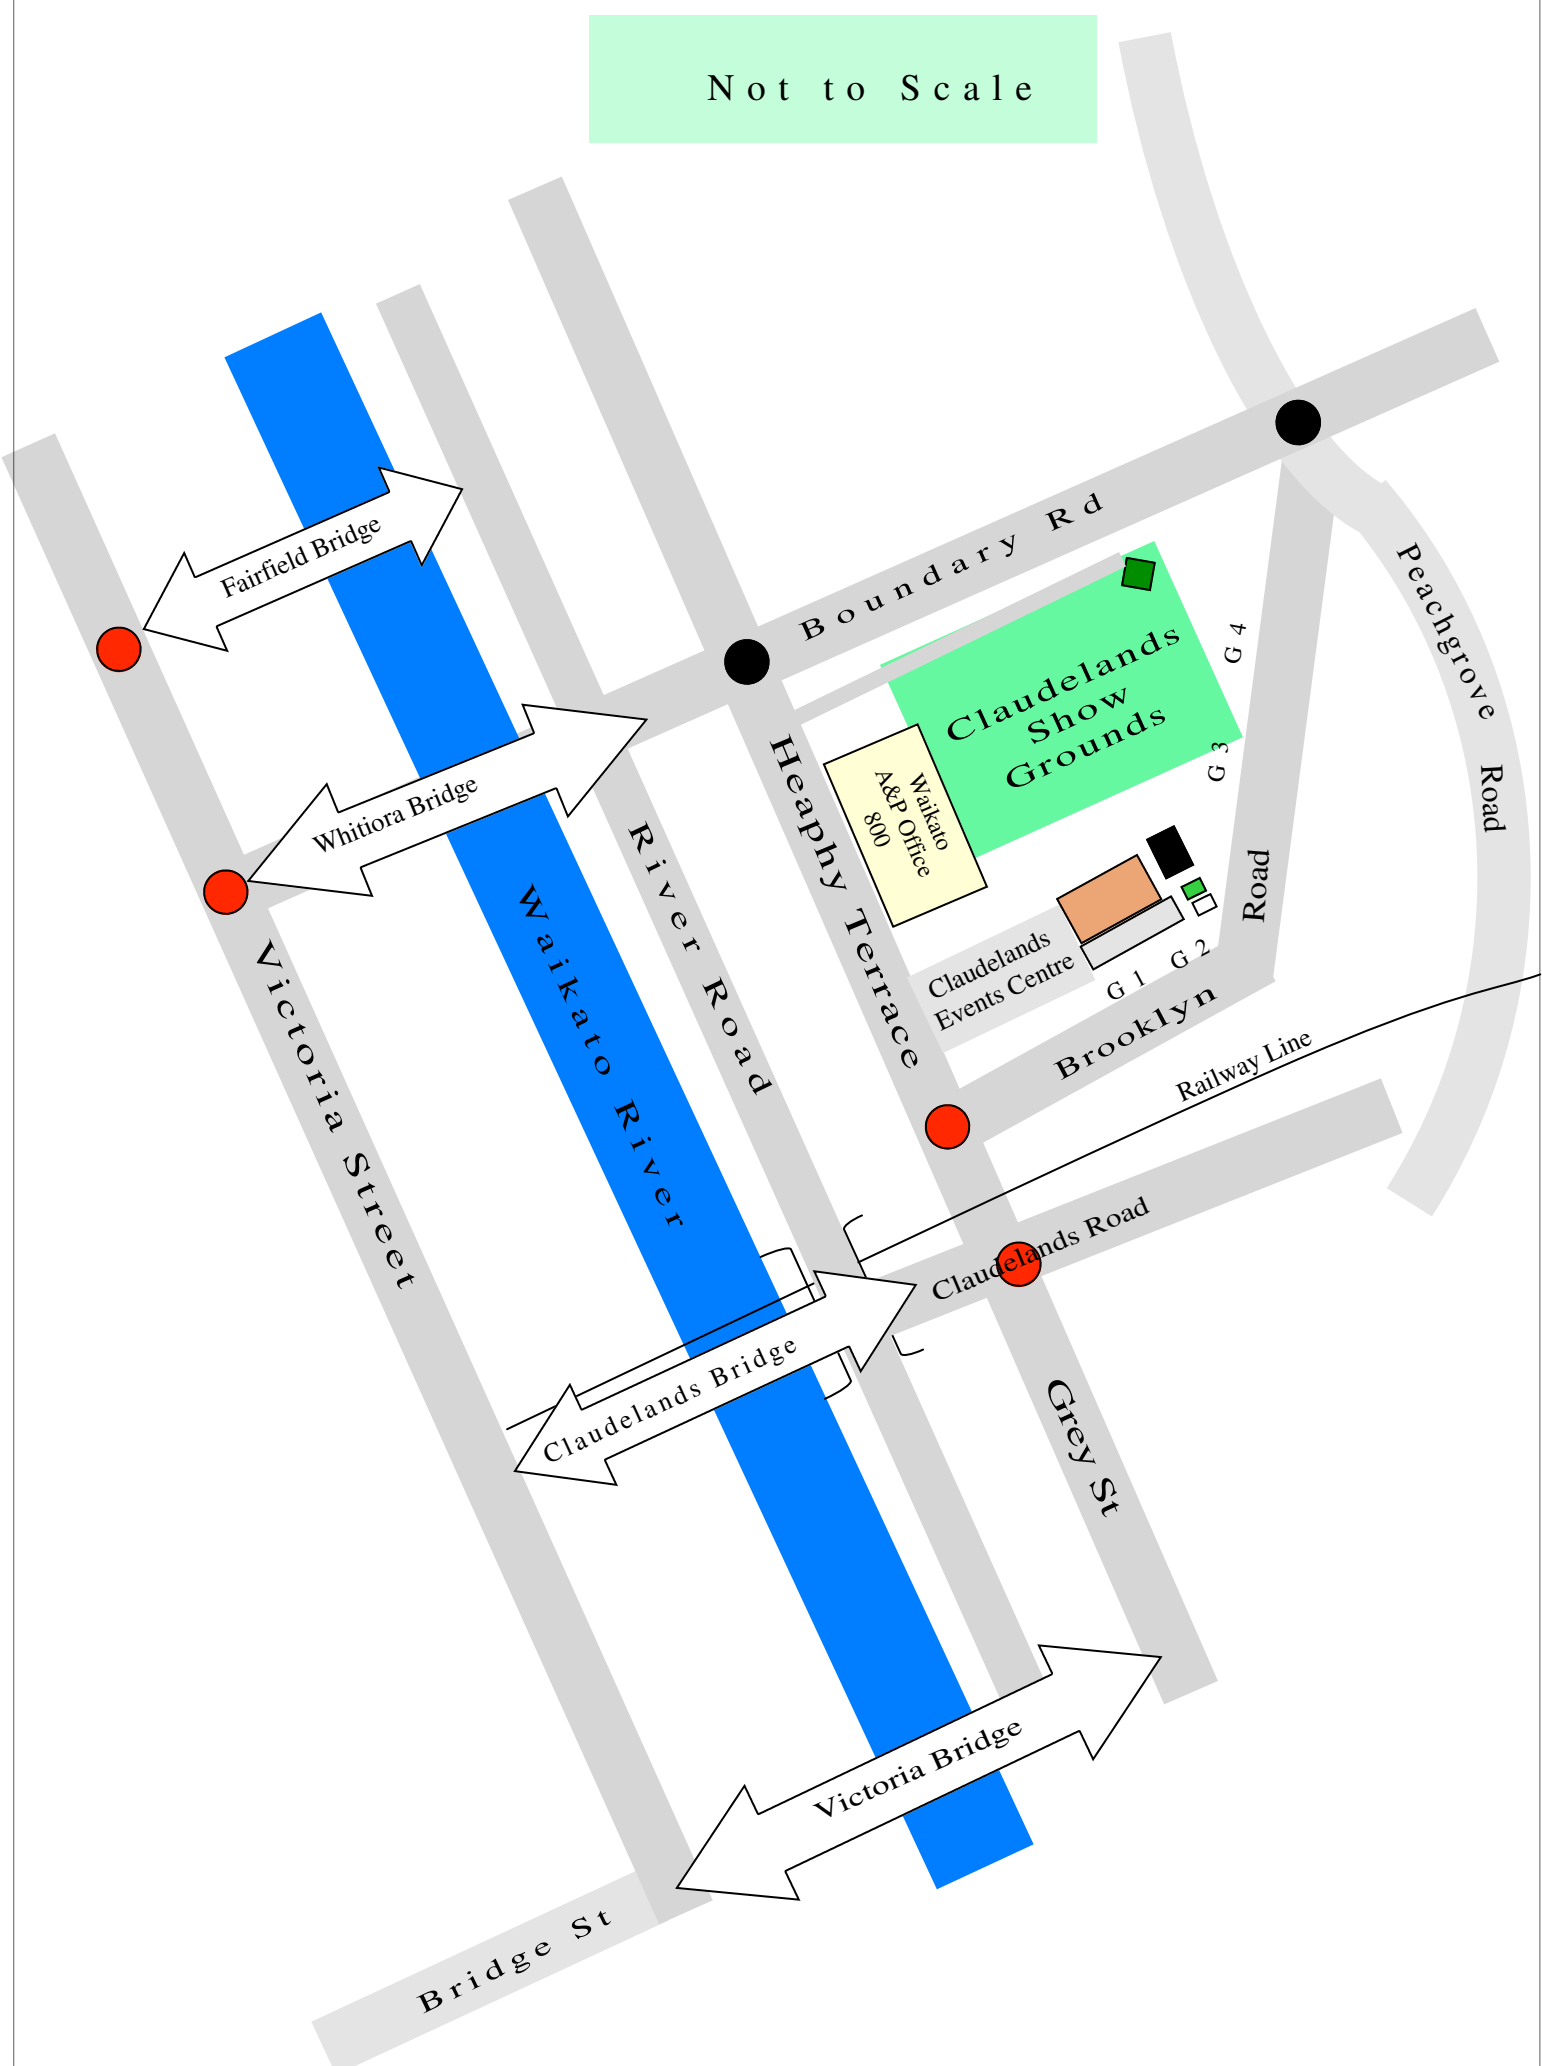 Not to Scale
Fairfield Bridge
Boundary Rd
Peachgrove Road
Claudelands
Show
Grounds
G 4
G 3
Whitiora Bridge
Waikato
A&P Office
800
Heaphy Terrace
River Road
Waikato River
Victoria Street
Claudelands
Events Centre
G 1
G 2
Brooklyn Road
Railway Line
Claudelands Road
Claudelands Bridge
Grey St
Victoria Bridge
Bridge St